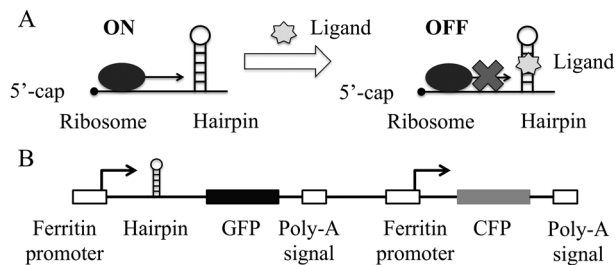 A
ON
Ligand
OFF
Ligand
5'-cap
5'-cap
Ribosome
Hairpin
Ribosome
Hairpin
B
Ferritin promoter
Hairpin
GFP
Poly-A signal
Ferritin promoter
CFP
Poly-A signal